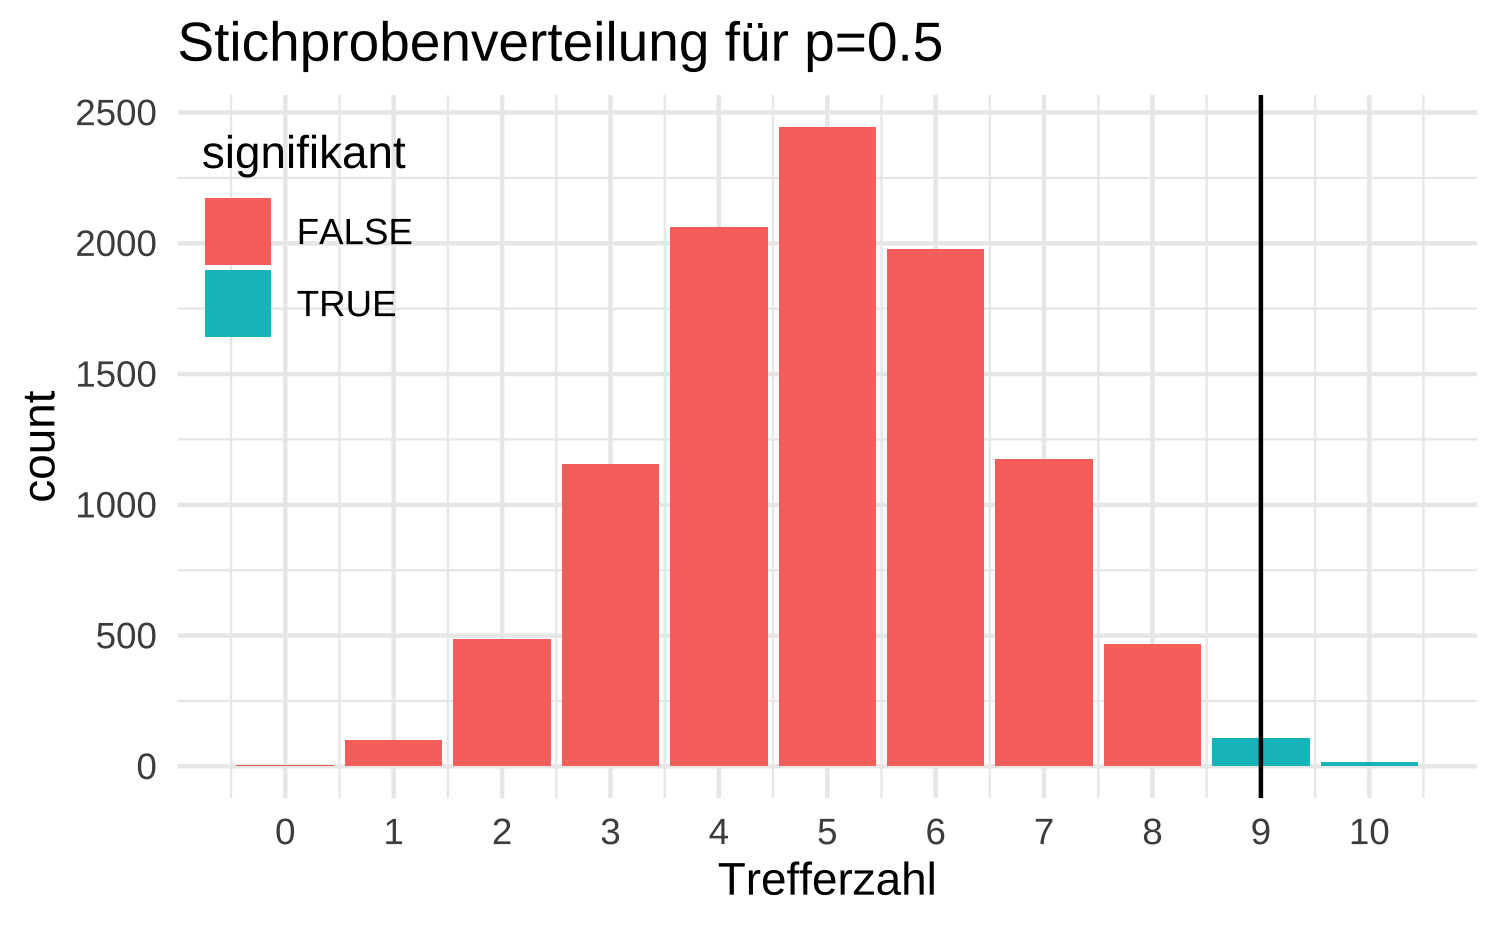 Stichprobenverteilung für p=0.5
2500
2000
1500
1000
500
0
count
signifikant
FALSE
TRUE
0 1 2 3 4 5 6 7 8 9 10
Trefferzahl